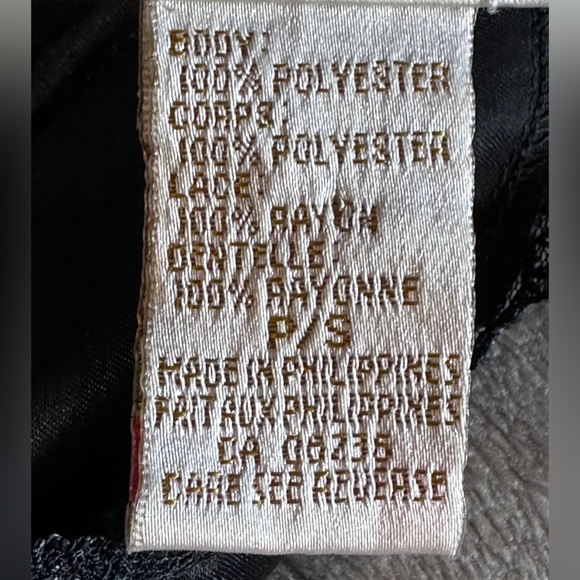 BODY:
100% POLYESTER
CORPS:
100% POLYESTER
LACE:
100% RAYON
DENTELLE:
100% RAYONNE
P/S
MADE IN PHILIPPINES
FAIT AUX PHILIPPINES
CA 08235
CARE SEE REVERSE